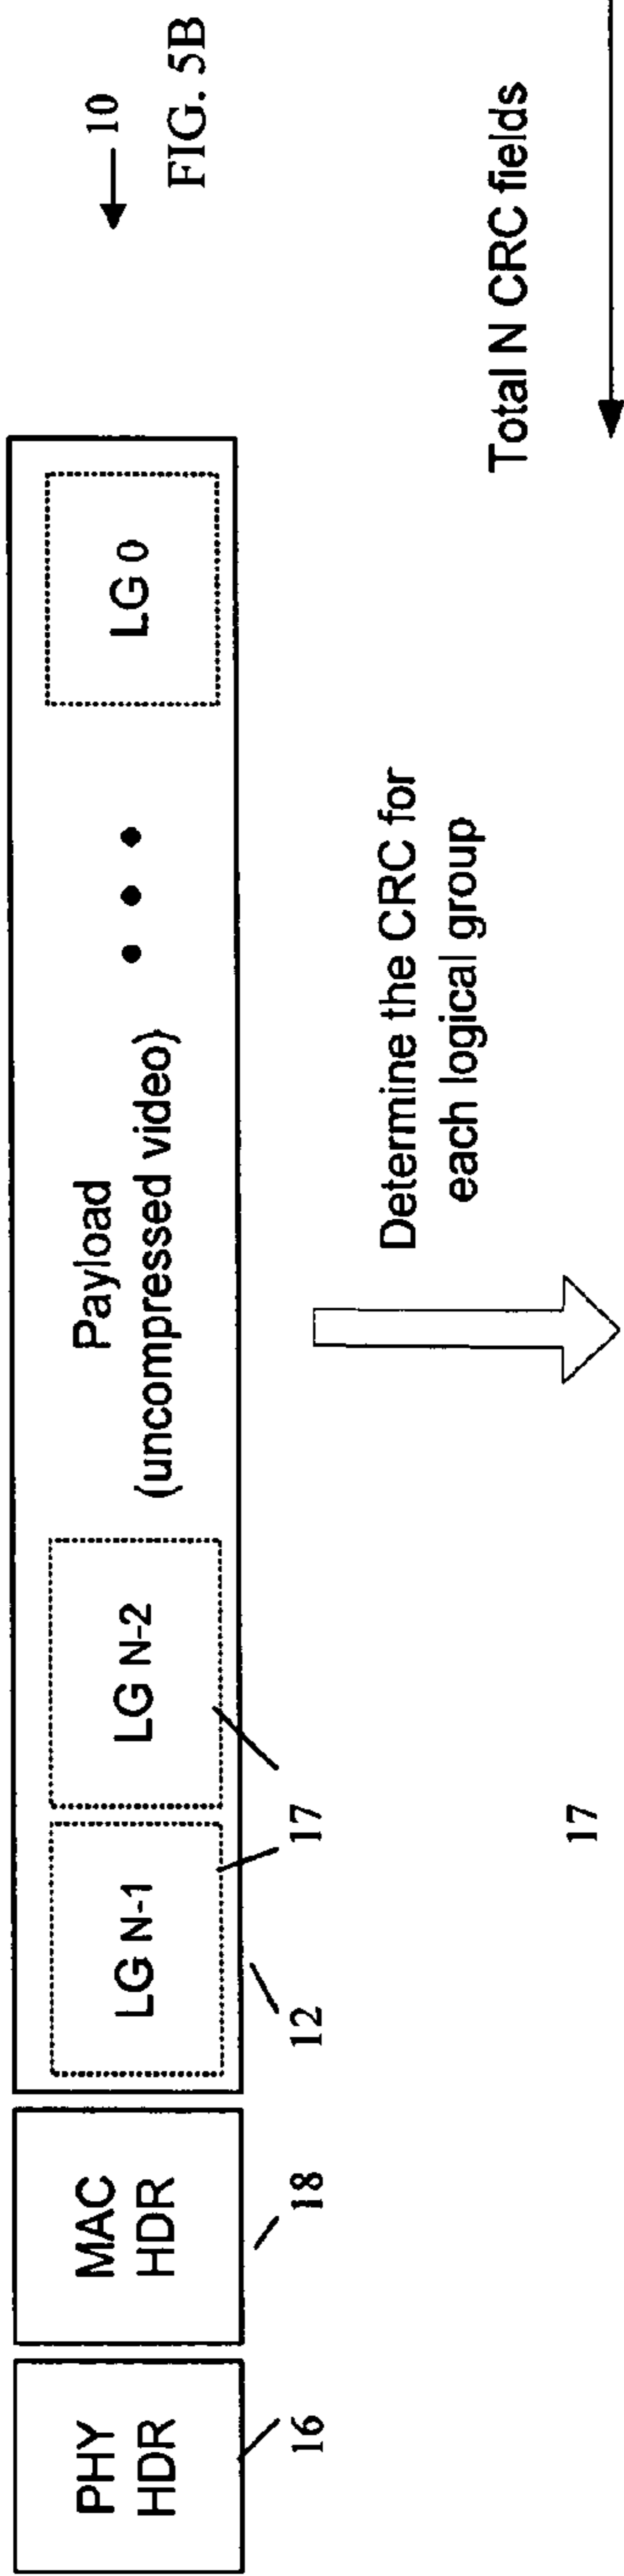 PHY
HDR
MAC
HDR
LG N-1
LG N-2
Payload
(uncompressed video)
LG 0
10
FIG. 5B
16
18
12
17
Determine the CRC for
each logical group
Total N CRC fields
17